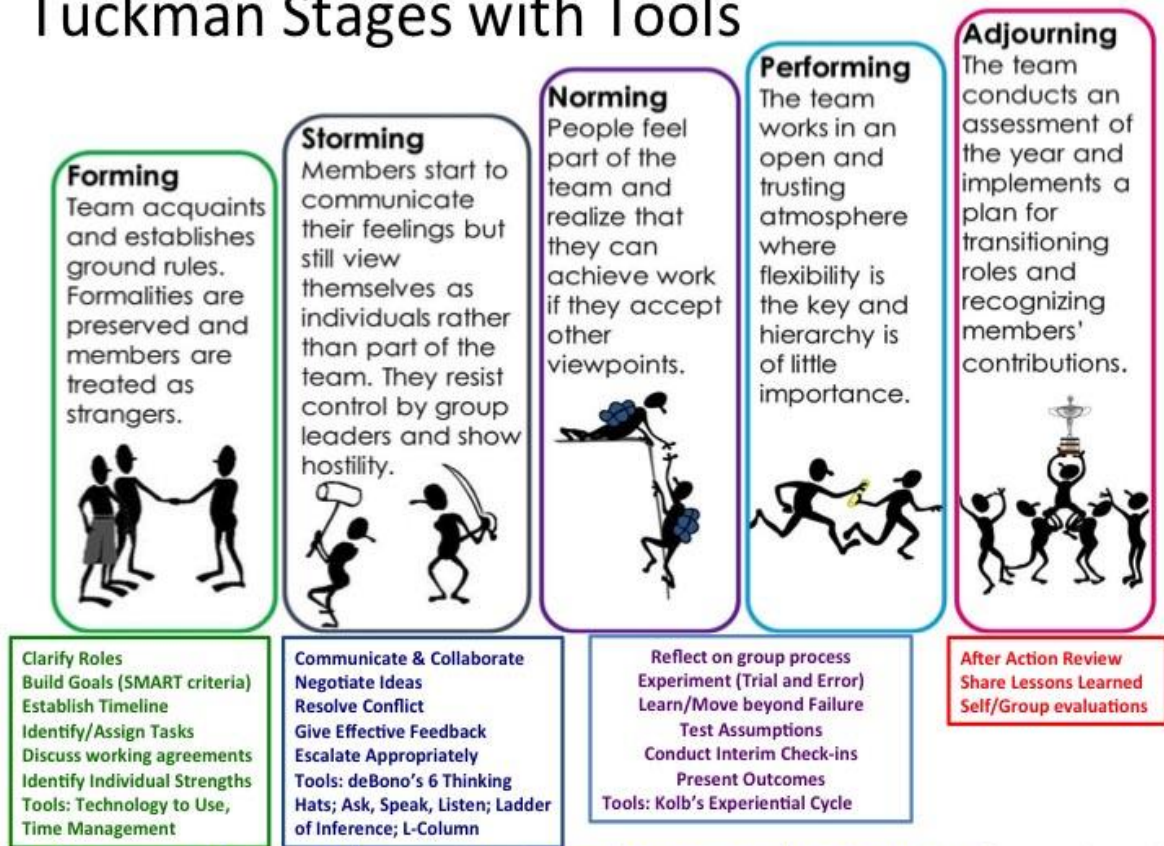 Tuckman Stages with Tools
Forming
Team acquaints
and establishes
ground rules.
Formalities are
preserved and
members are
treated as
strangers.
Storming
Members start to
communicate
their feelings but
still view
themselves as
individuals rather
than part of the
team. They resist
control by group
leaders and show
hostility.
Norming
People feel
part of the
team and
realize that
they can
achieve work
if they accept
other
viewpoints.
Performing
The team
works in an
open and
trusting
atmosphere
where
flexibility is
the key and
hierarchy is
of little
importance.
Adjourning
The team
conducts an
assessment of
the year and
implements a
plan for
transitioning
roles and
recognizing
members'
contributions.
Clarify Roles
Build Goals (SMART criteria)
Establish Timeline
Identify/Assign Tasks
Discuss working agreements
Identify Individual Strengths
Tools: Technology to Use,
Time Management
Communicate & Collaborate
Negotiate Ideas
Resolve Conflict
Give Effective Feedback
Escalate Appropriately
Tools: deBono's 6 Thinking
Hats; Ask, Speak, Listen; Ladder
of Inference; L-Column
Reflect on group process
Experiment (Trial and Error)
Learn/Move beyond Failure
Test Assumptions
Conduct Interim Check-ins
Present Outcomes
Tools: Kolb's Experiential Cycle
After Action Review
Share Lessons Learned
Self/Group evaluations